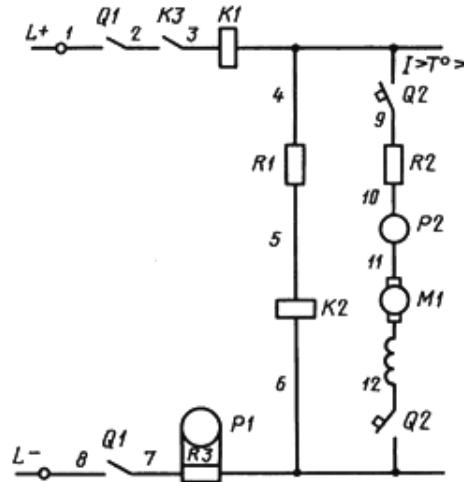 L+ 1 Q1 2 K3 3 K1
I>T°>
4 Q2
9
R1 R2
10
P2
5 11
M1
K2
6 12
Q2
P1
L- 8 Q1 7 R3